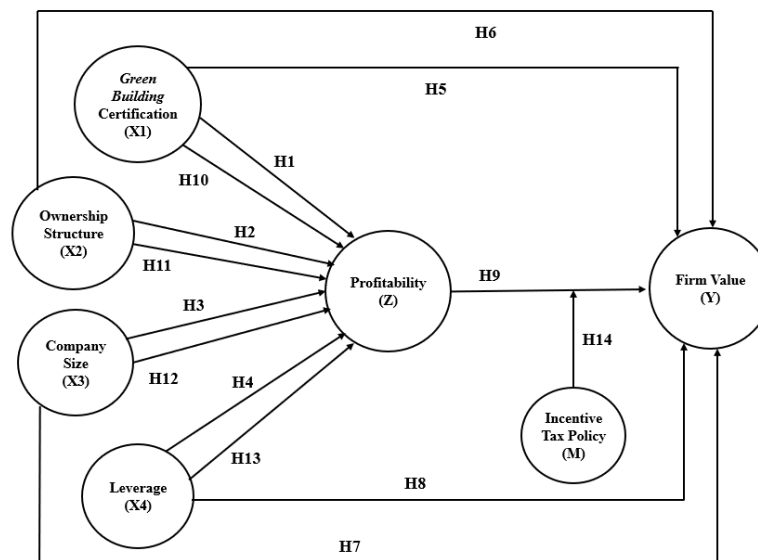 H6
H5
Green
Building
Certification
(X1)
H1
H10
Ownership
Structure
(X2)
H2
H11
Profitability
(Z)
H9
Firm Value
(Y)
H3
Company
Size
(X3)
H12
H14
H4
Incentive
Tax Policy
(M)
H13
Leverage
(X4)
H8
H7